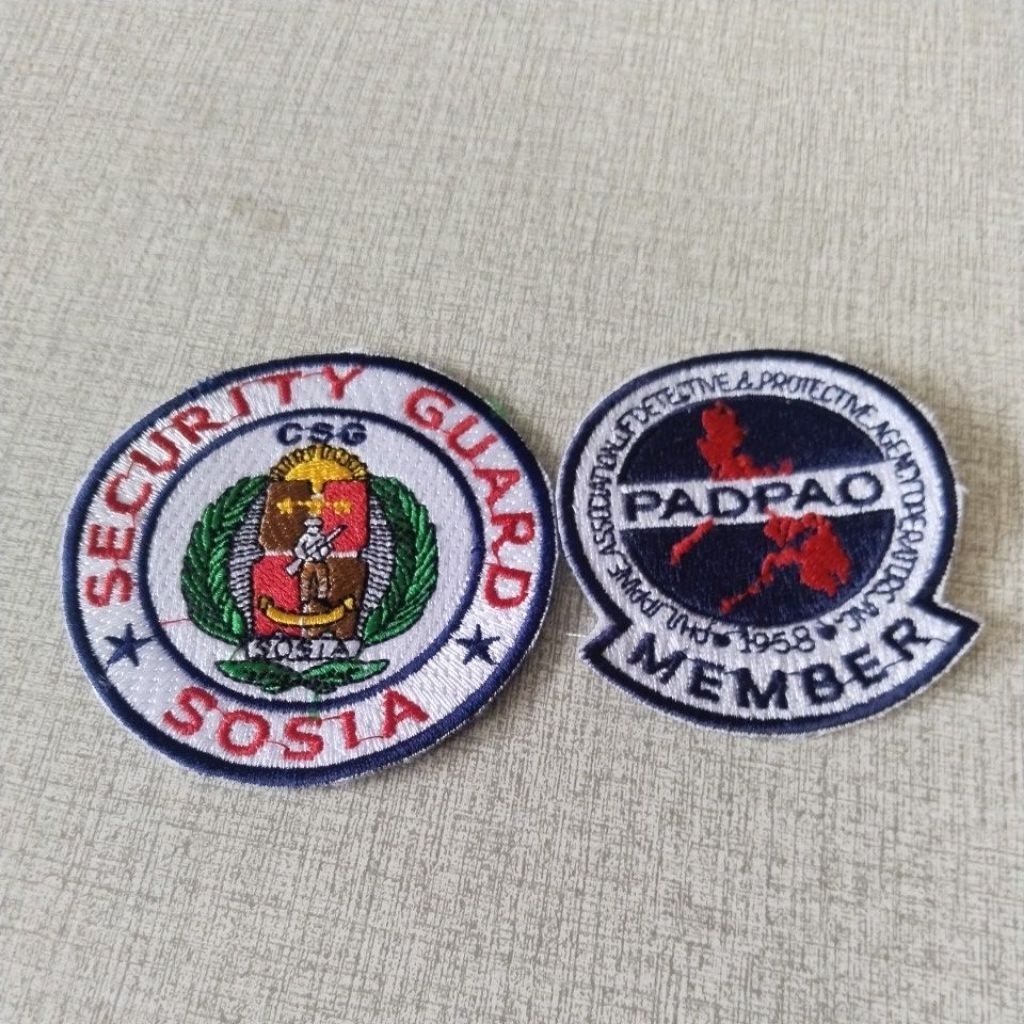 SECURITY GUARD
CSG
SOSIA
SOSIA
PHILIPPINE ASSOCIATION OF DETECTIVE & PROTECTIVE AGENCY OPERATORS, INC.
PADPAO
1958
MEMBER